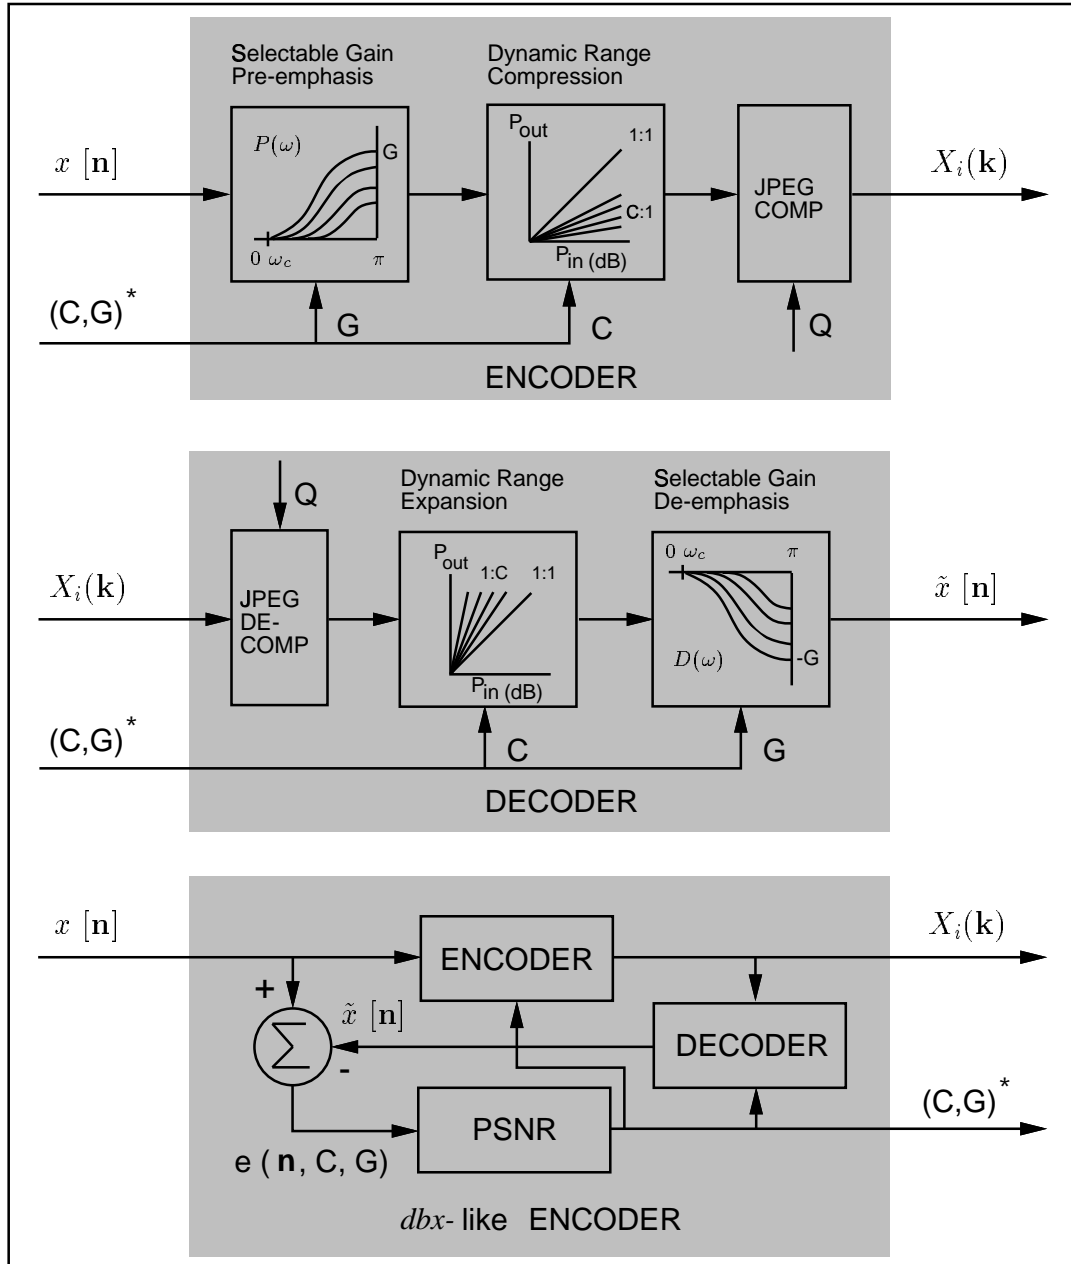 Selectable Gain
Pre-emphasis
Dynamic Range
Compression
P(ω)
G
0 ω_c
π
P_out
1:1
C:1
P_in (dB)
JPEG
COMP
x [n]
X_i(k)
(C,G)*
G
C
Q
ENCODER
Q
Dynamic Range
Expansion
Selectable Gain
De-emphasis
X_i(k)
JPEG
DE-
COMP
P_out
1:C
1:1
P_in (dB)
0 ω_c
π
D(ω)
-G
x̃ [n]
(C,G)*
C
G
DECODER
x [n]
ENCODER
X_i(k)
+
Σ
-
x̃ [n]
DECODER
PSNR
(C,G)*
e ( n, C, G)
dbx- like ENCODER